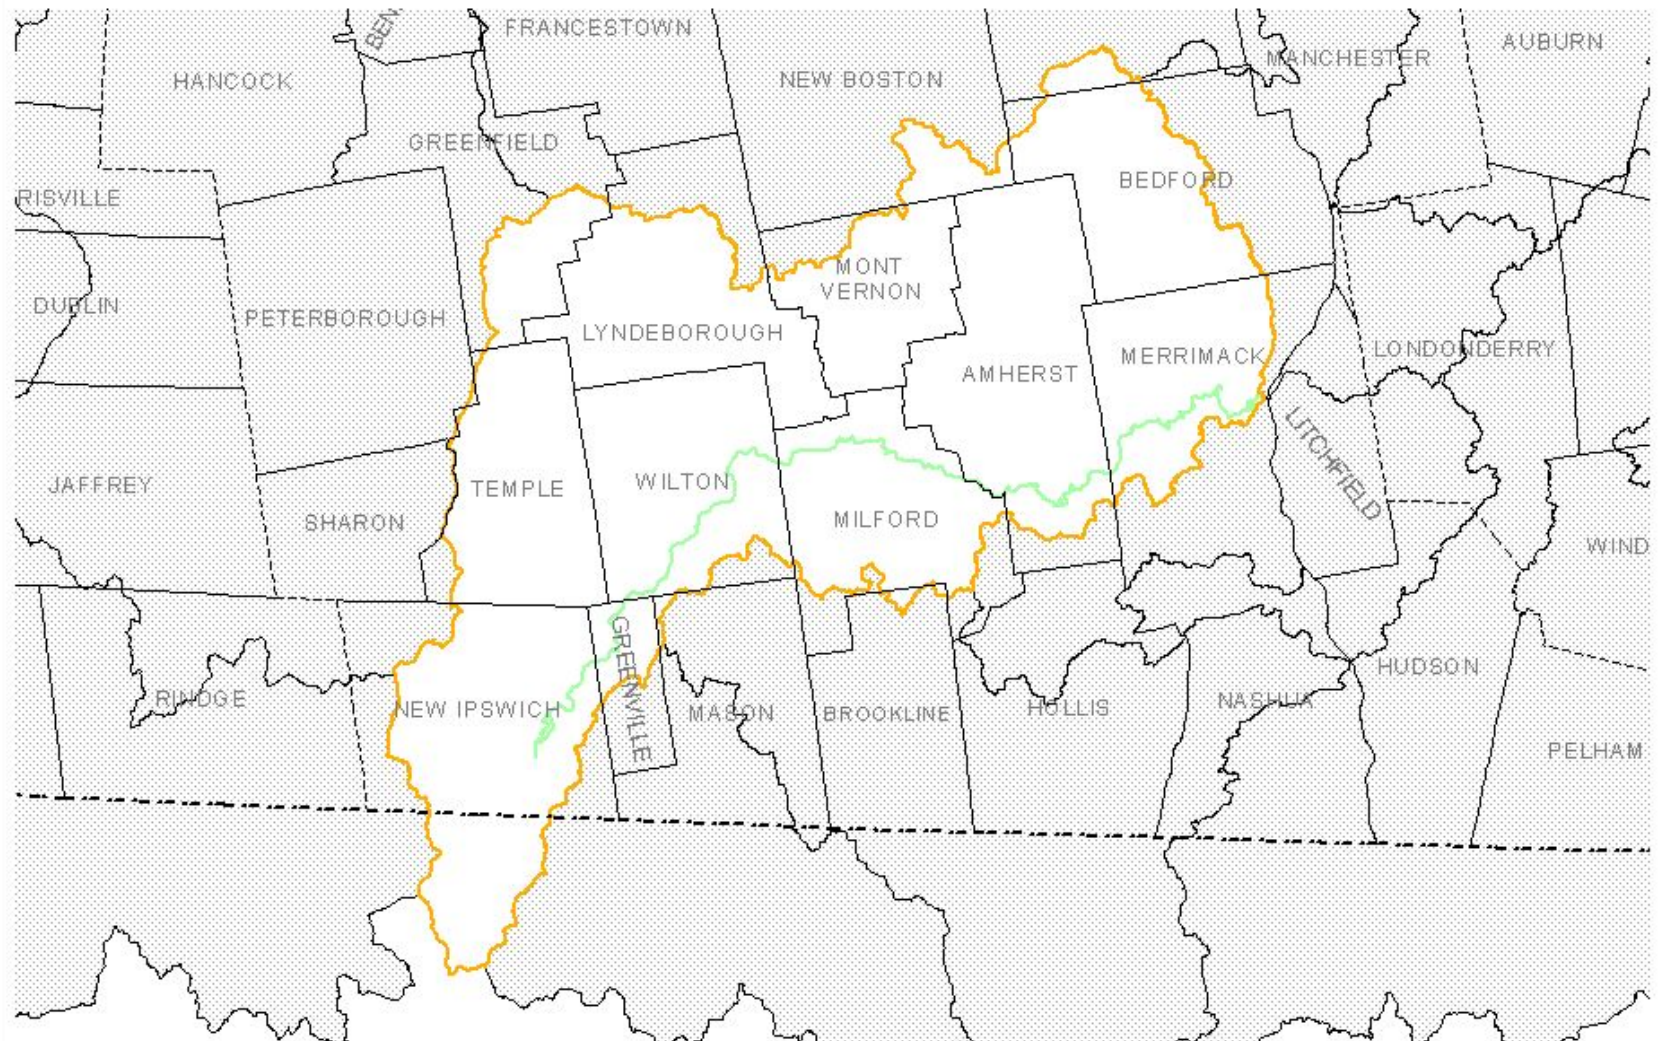 FRANCESTOWN
BEN
AUBURN
MANCHESTER
HANCOCK
NEW BOSTON
GREENFIELD
BEDFORD
RISVILLE
MONT
VERNON
DUBLIN
PETERBOROUGH
LYNDEBOROUGH
LONDONDERRY
MERRIMACK
AMHERST
LITCHFIELD
JAFFREY
TEMPLE
WILTON
SHARON
MILFORD
WIND
GREENVILLE
HUDSON
RINDGE
NEW IPSWICH
MASON
BROOKLINE
HOLLIS
NASHUA
PELHAM